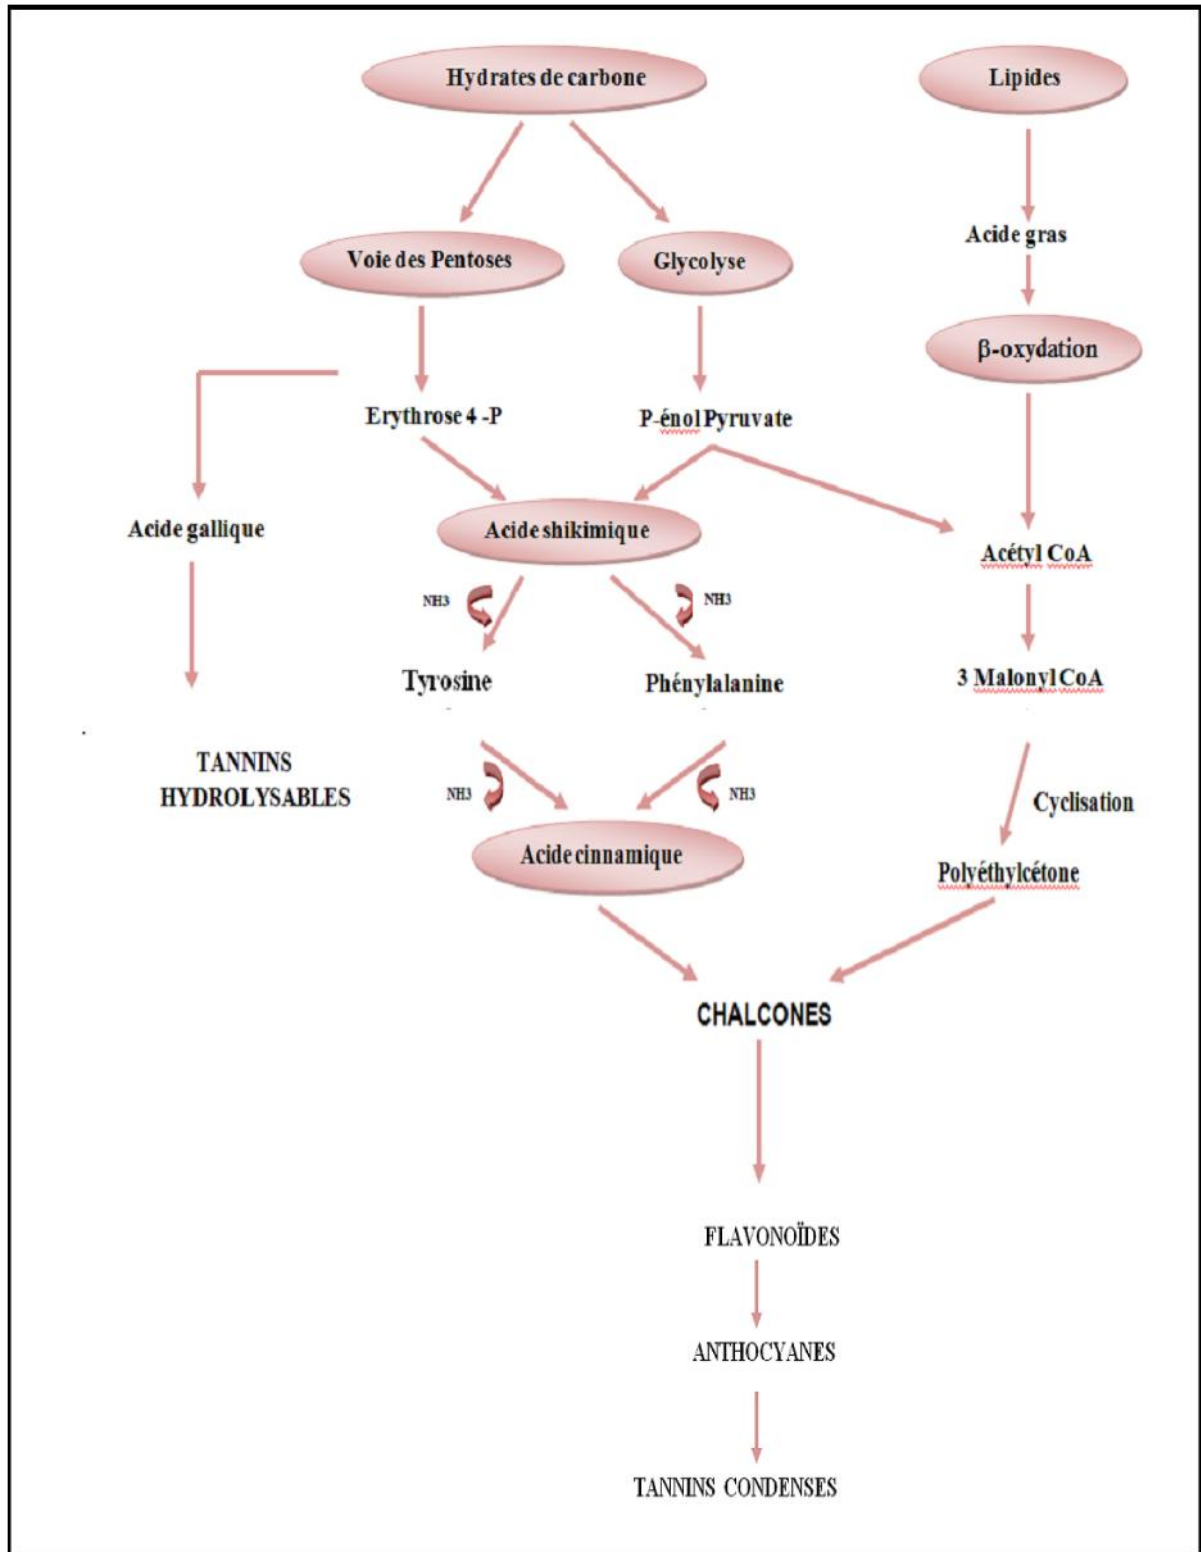 Hydrates de carbone
Lipides
Acide gras
Voie des Pentoses
Glycolyse
β-oxydation
Erythrose 4 -P
P-énol Pyruvate
Acide gallique
Acide shikimique
Acétyl CoA
NH3
NH3
Tyrosine
Phénylalanine
3 Malonyl CoA
TANNINS
HYDROLYSABLES
NH3
NH3
Cyclisation
Acide cinnamique
Polyéthylcétone
CHALCONES
FLAVONOÏDES
ANTHOCYANES
TANNINS CONDENSES